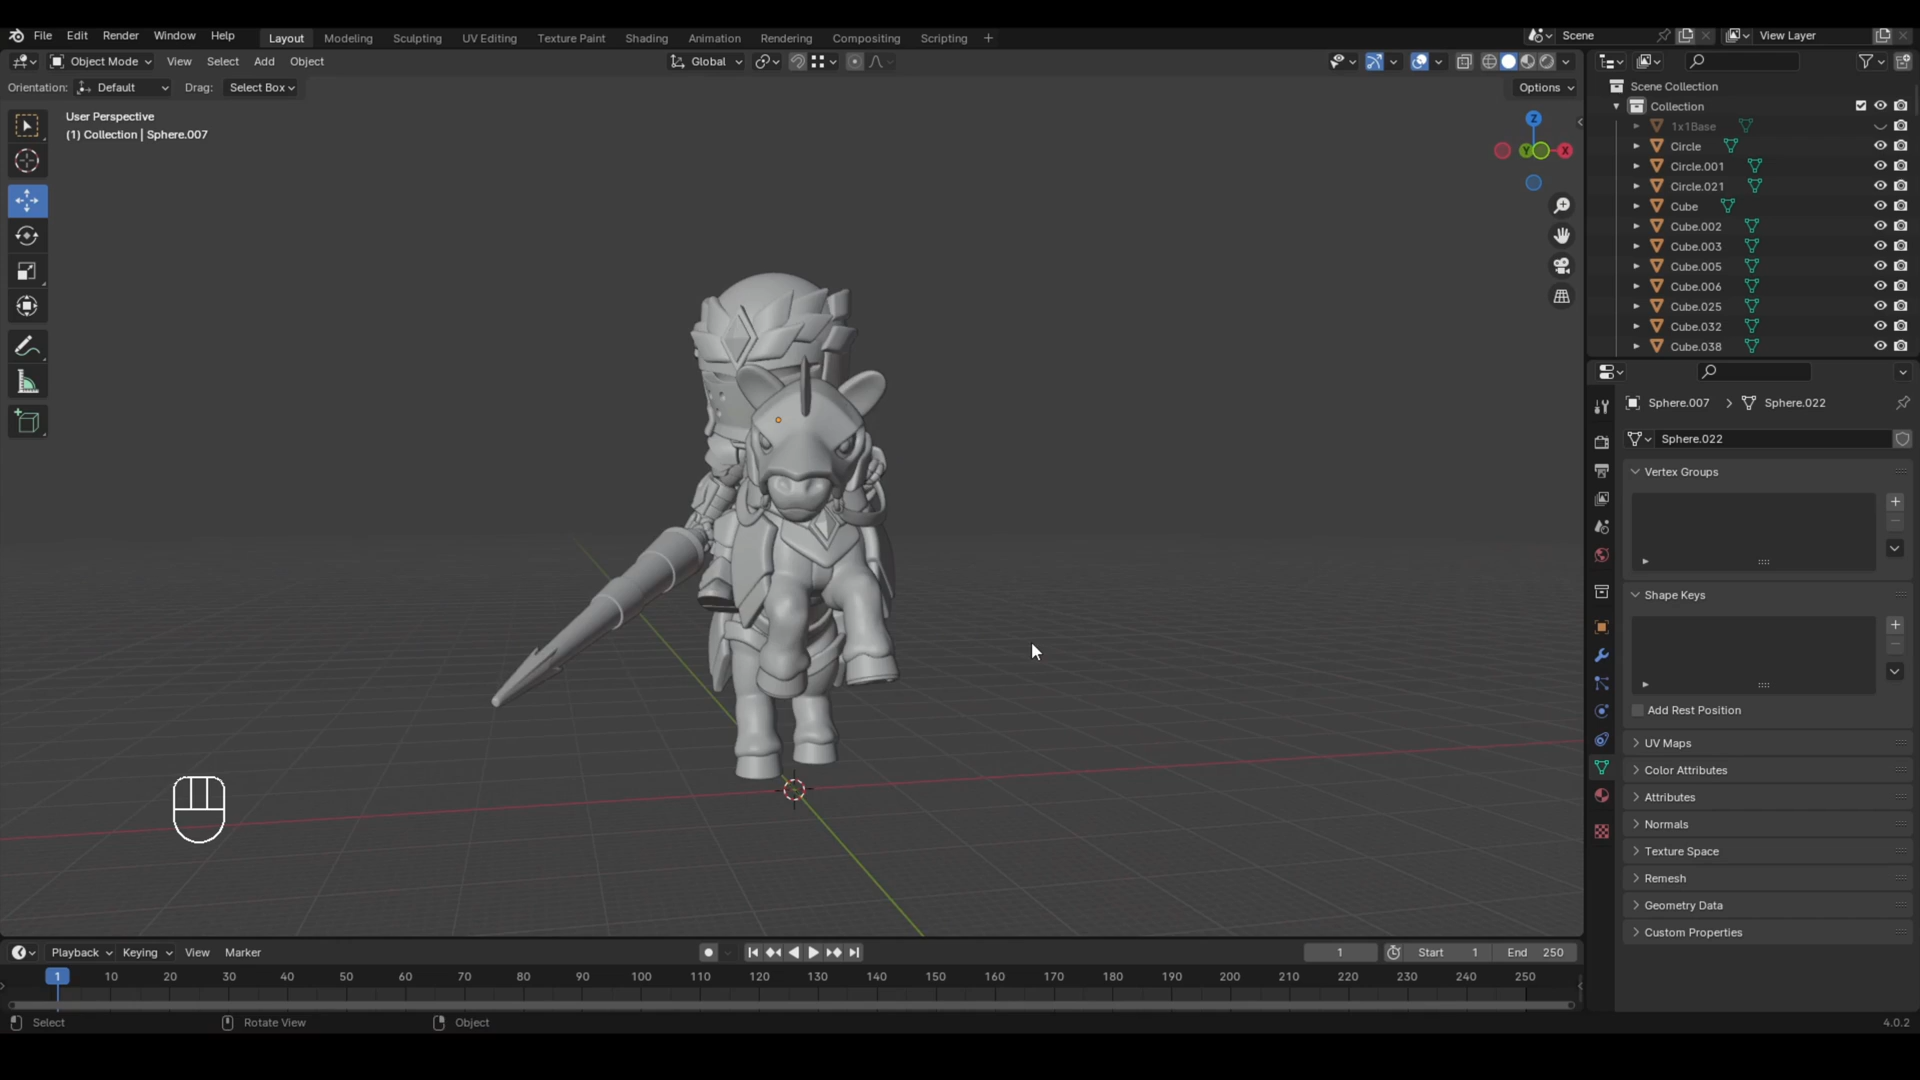 File Edit Render Window Help Layout Modeling Sculpting UV Editing Texture Paint Shading Animation Rendering Compositing Scripting + Scene View Layer
Object Mode View Select Add Object Global
Orientation: Default Drag: Select Box Options
User Perspective
(1) Collection | Sphere.007
Z
Y
X
Scene Collection
Collection
1x1Base
Circle
Circle.001
Circle.021
Cube
Cube.002
Cube.003
Cube.005
Cube.006
Cube.025
Cube.032
Cube.038
Sphere.007 > Sphere.022
Sphere.022
Vertex Groups
Shape Keys
Add Rest Position
UV Maps
Color Attributes
Attributes
Normals
Texture Space
Remesh
Geometry Data
Custom Properties
Playback Keying View Marker 1 Start 1 End 250
1 10 20 30 40 50 60 70 80 90 100 110 120 130 140 150 160 170 180 190 200 210 220 230 240 250
Select Rotate View Object 4.0.2